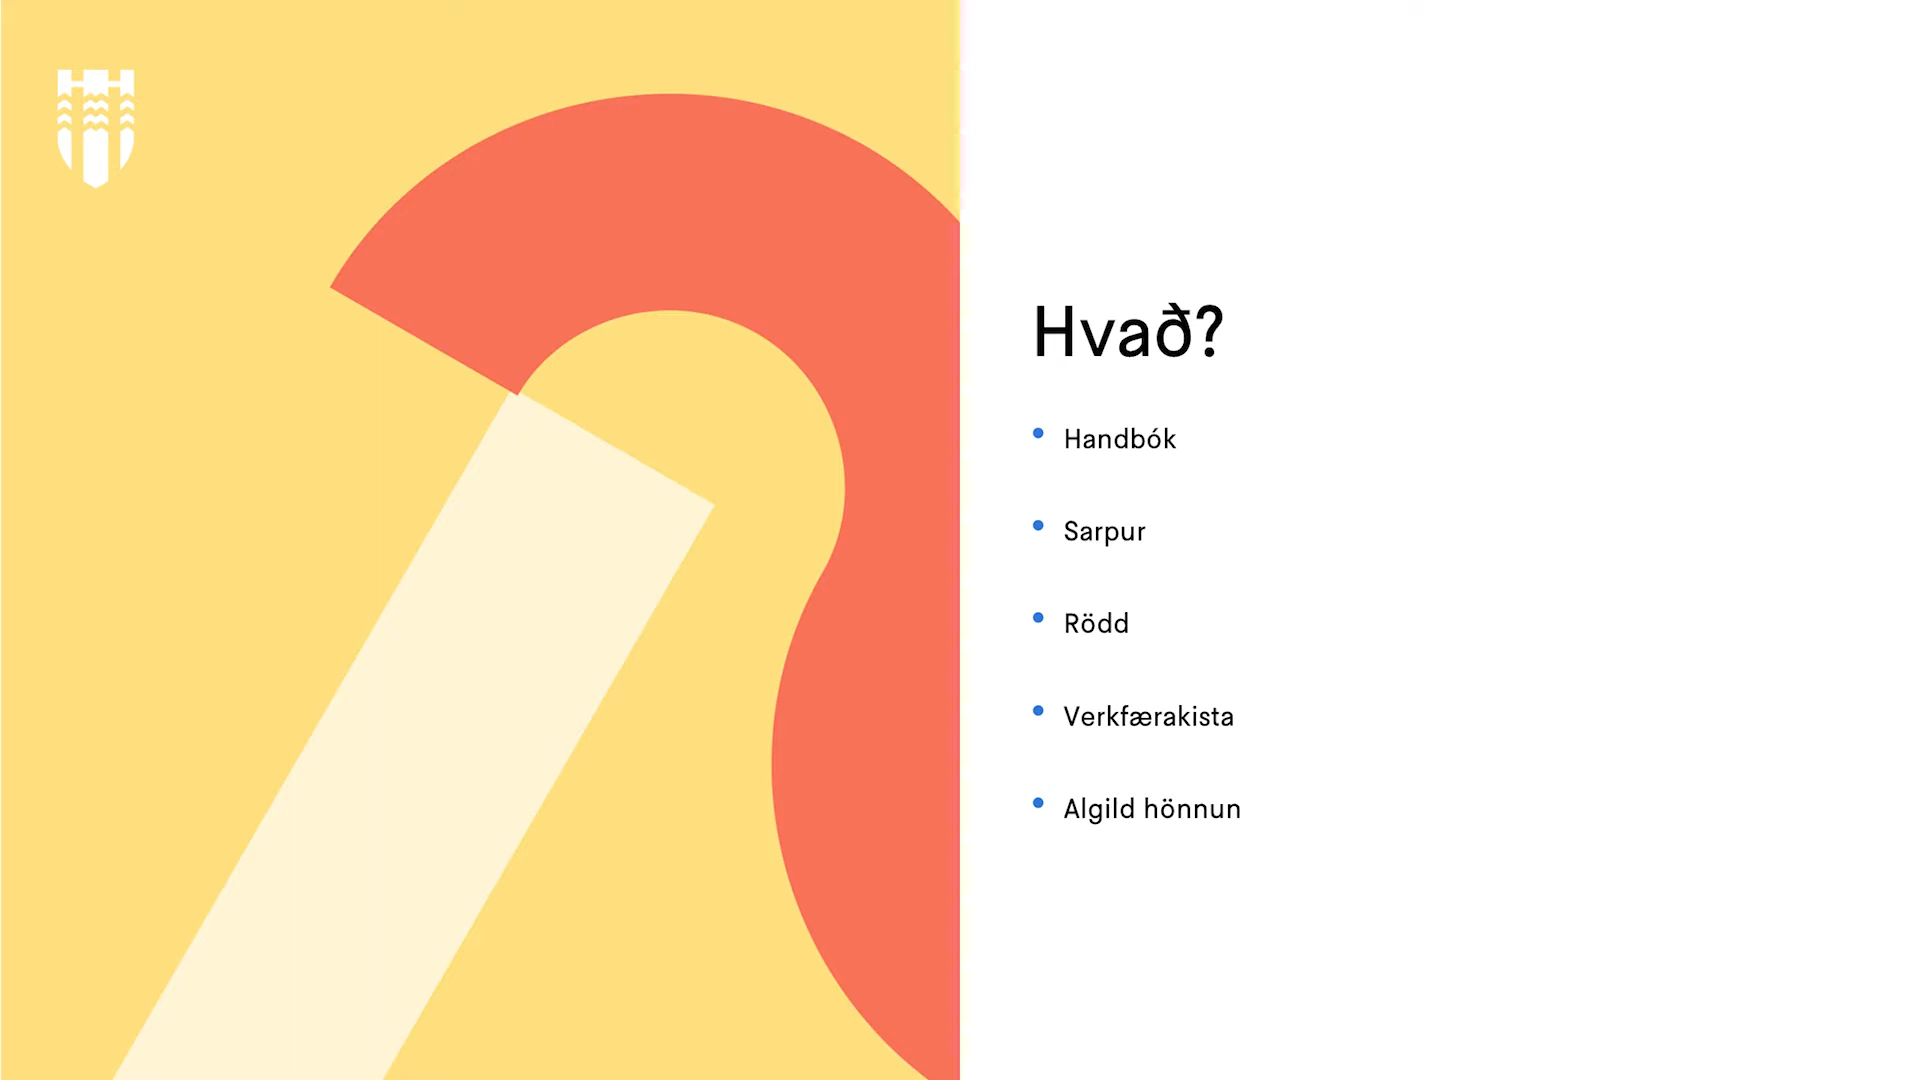 Hvað?
Handbók
Sarpur
Rödd
Verkfærakista
Algild hönnun